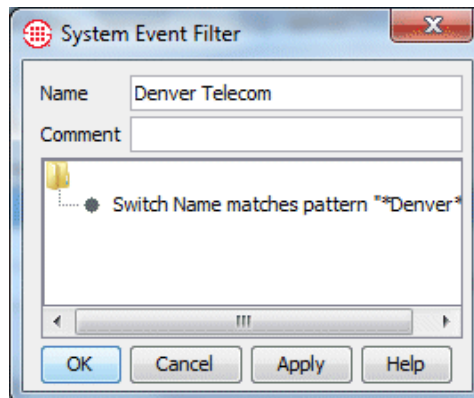 System Event Filter
Name Denver Telecom
Comment
Switch Name matches pattern "*Denver*
OK Cancel Apply Help